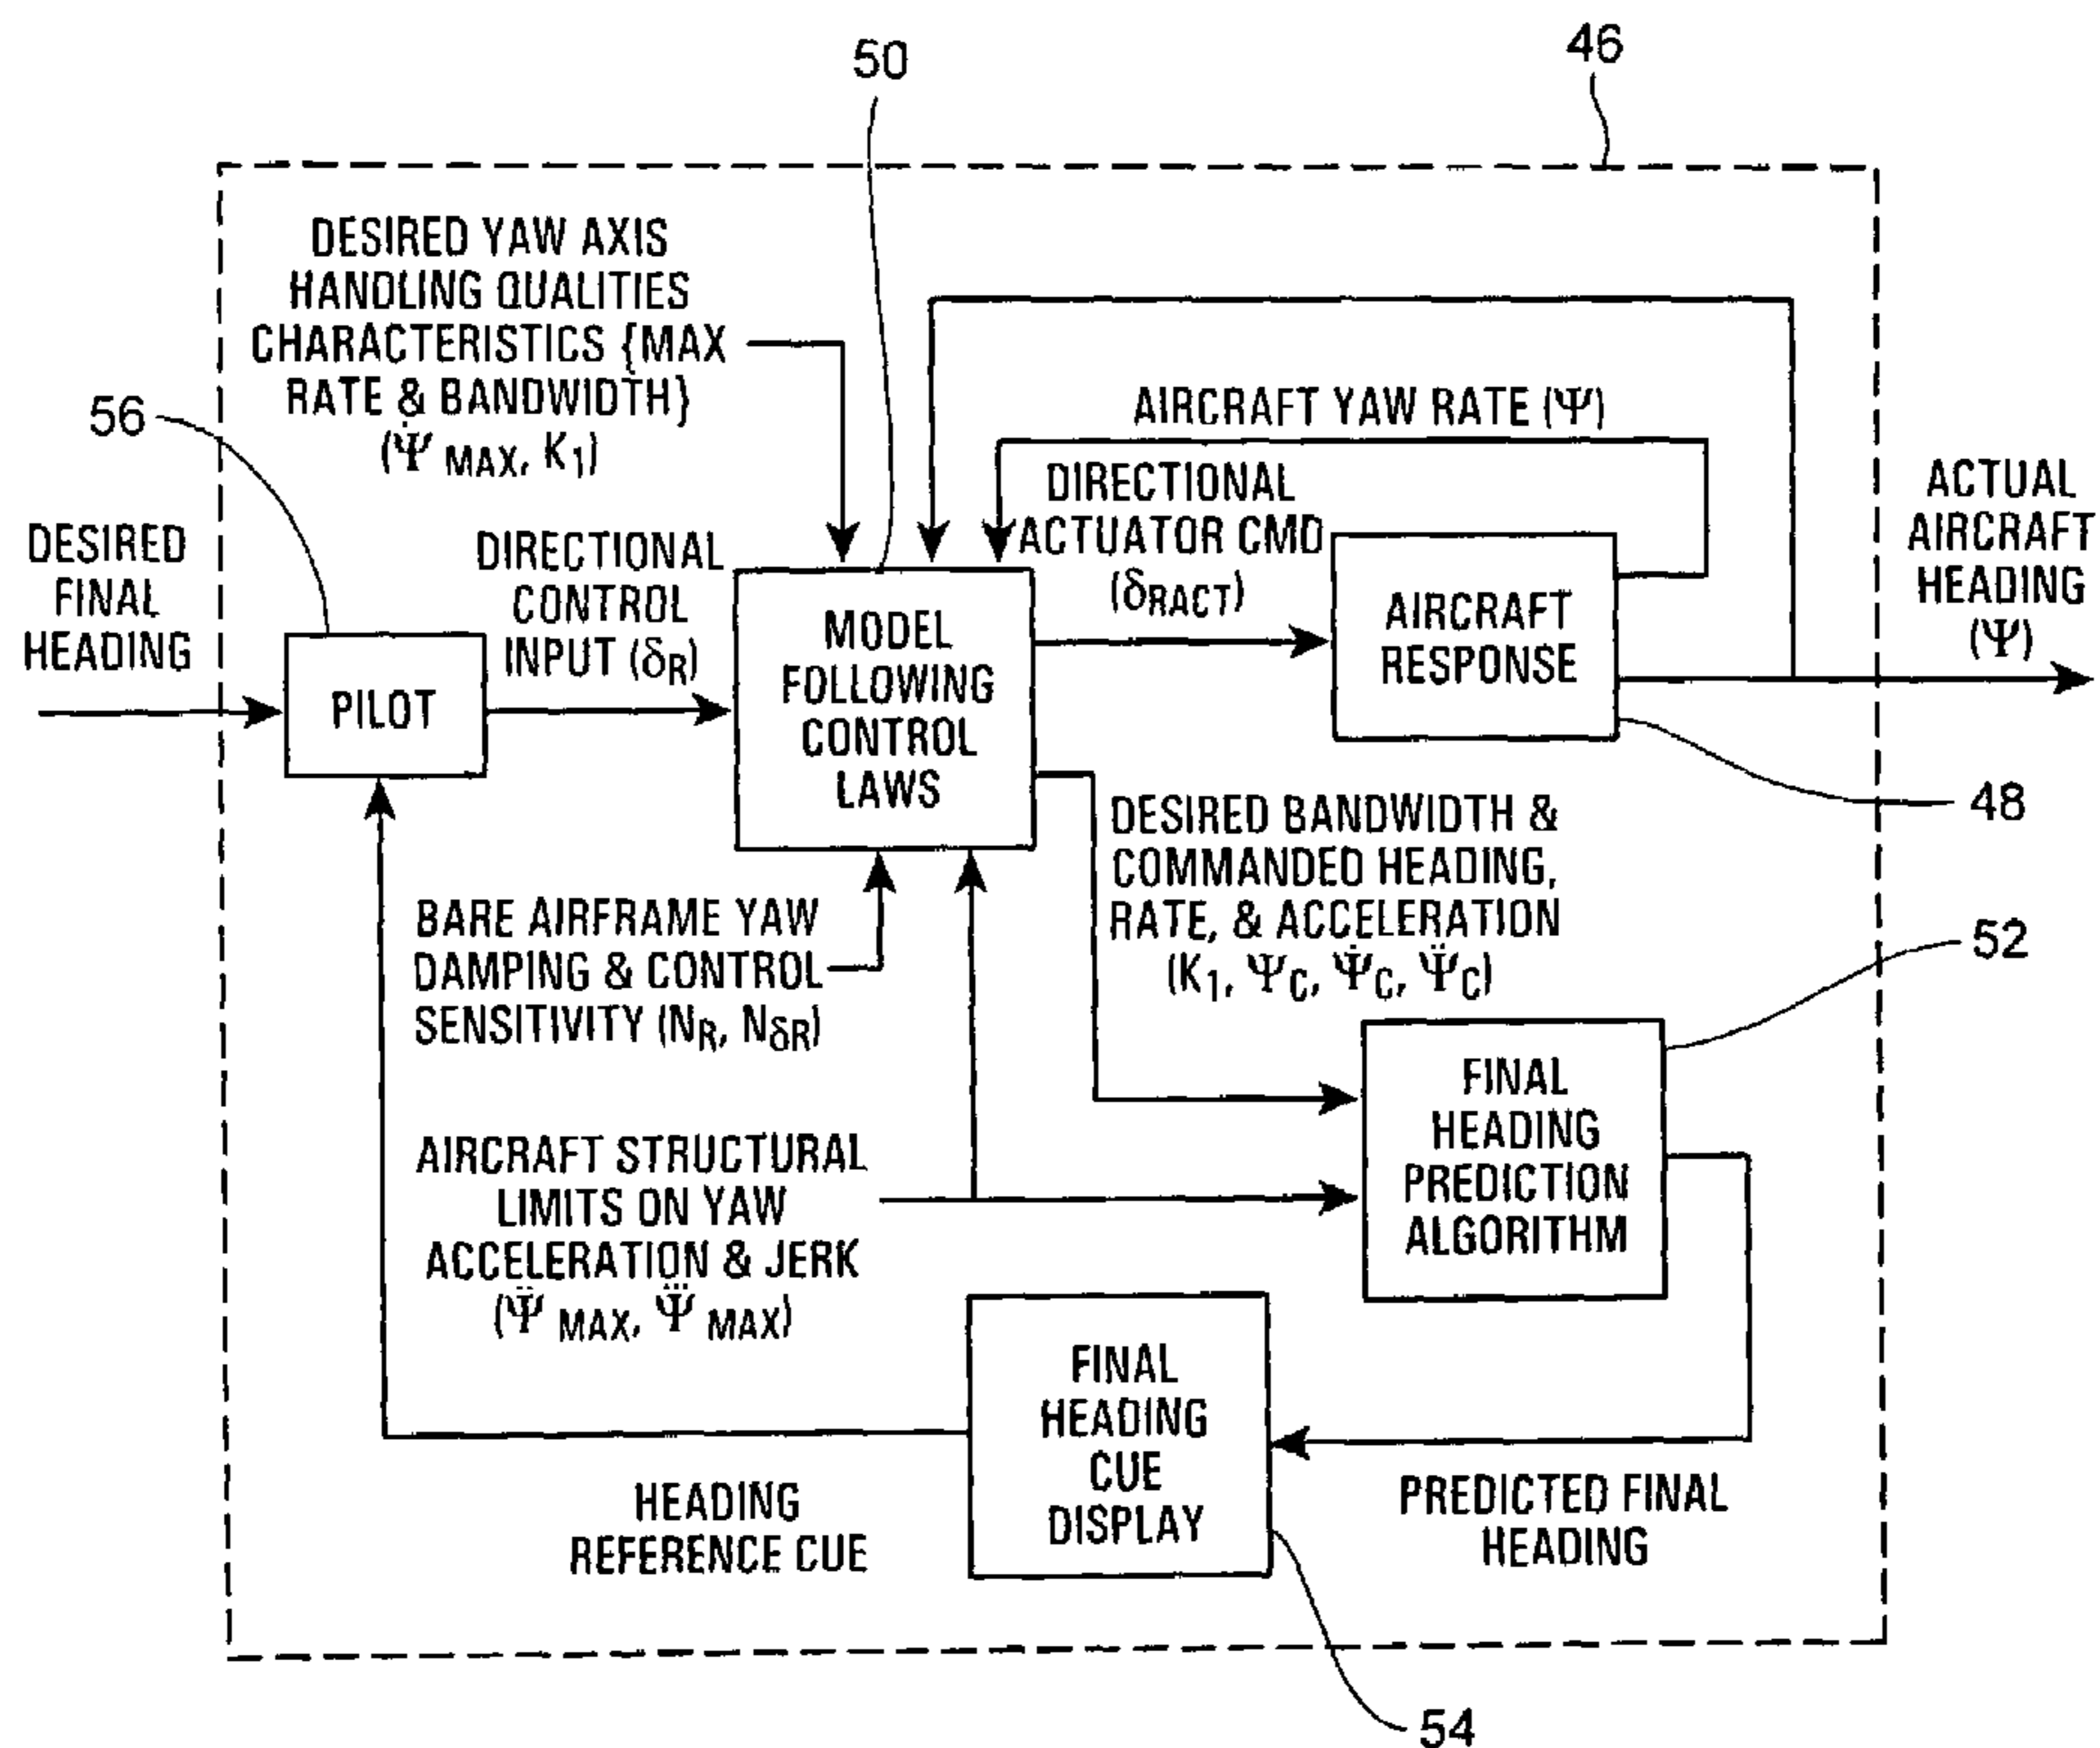 50
46
DESIRED YAW AXIS
HANDLING QUALITIES
CHARACTERISTICS {MAX
RATE & BANDWIDTH}
(Ψ̇ MAX, K₁)
56
AIRCRAFT YAW RATE (Ψ)
DESIRED
FINAL
HEADING
DIRECTIONAL
CONTROL
INPUT (δR)
DIRECTIONAL
ACTUATOR CMD
(δRACT)
ACTUAL
AIRCRAFT
HEADING
(Ψ)
PILOT
MODEL
FOLLOWING
CONTROL
LAWS
AIRCRAFT
RESPONSE
48
DESIRED BANDWIDTH &
COMMANDED HEADING,
RATE, & ACCELERATION
(K₁, ΨC, Ψ̇C, Ψ̈C)
BARE AIRFRAME YAW
DAMPING & CONTROL
SENSITIVITY (NR, NδR)
52
FINAL
HEADING
PREDICTION
ALGORITHM
AIRCRAFT STRUCTURAL
LIMITS ON YAW
ACCELERATION & JERK
(Ψ̈ MAX, Ψ⃛ MAX)
FINAL
HEADING
CUE
DISPLAY
HEADING
REFERENCE CUE
PREDICTED FINAL
HEADING
54